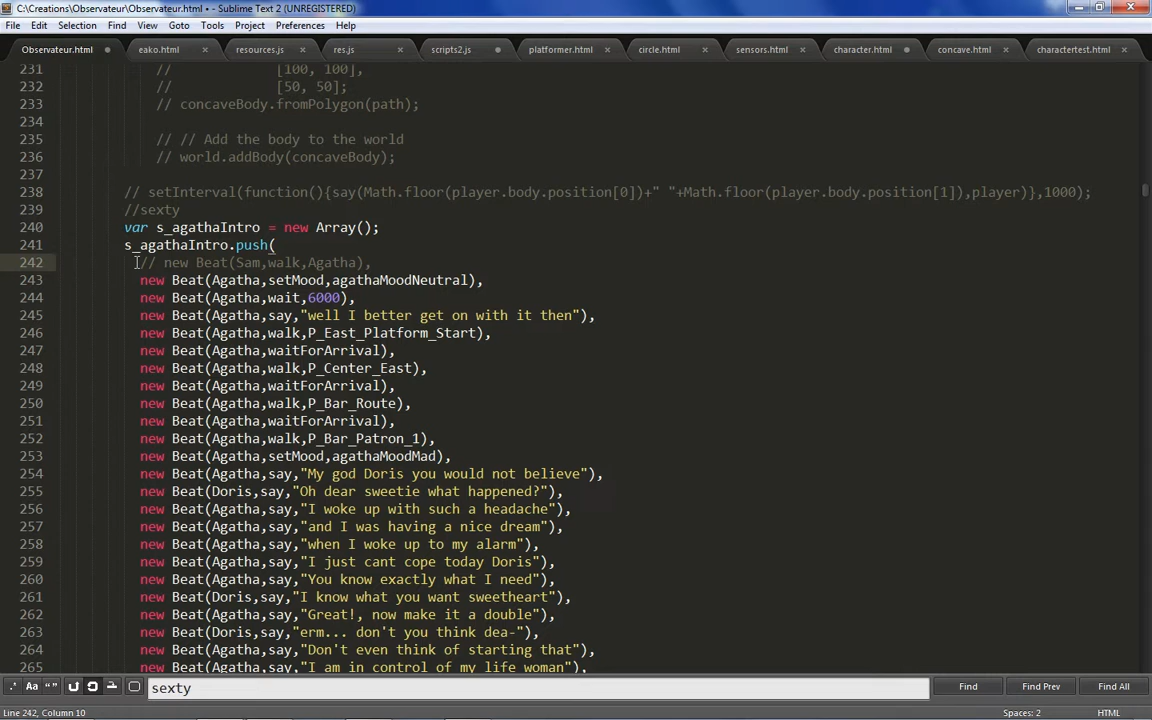 C:\Creations\Observateur\Observateur.html • - Sublime Text 2 (UNREGISTERED)
File Edit Selection Find View Goto Tools Project Preferences Help
Observateur.html eako.html resources.js res.js scripts2.js platformer.html circle.html sensors.html character.html concave.html charactertest.html
231 // [100, 100],
232 // [50, 50];
233 // concaveBody.fromPolygon(path);
234
235 // // Add the body to the world
236 // world.addBody(concaveBody);
237
238 // setInterval(function(){say(Math.floor(player.body.position[0])+" "+Math.floor(player.body.position[1]),player)},1000);
239 //sexty
240 var s_agathaIntro = new Array();
241 s_agathaIntro.push(
242 // new Beat(Sam,walk,Agatha),
243 new Beat(Agatha,setMood,agathaMoodNeutral),
244 new Beat(Agatha,wait,6000),
245 new Beat(Agatha,say,"well I better get on with it then"),
246 new Beat(Agatha,walk,P_East_Platform_Start),
247 new Beat(Agatha,waitForArrival),
248 new Beat(Agatha,walk,P_Center_East),
249 new Beat(Agatha,waitForArrival),
250 new Beat(Agatha,walk,P_Bar_Route),
251 new Beat(Agatha,waitForArrival),
252 new Beat(Agatha,walk,P_Bar_Patron_1),
253 new Beat(Agatha,setMood,agathaMoodMad),
254 new Beat(Agatha,say,"My god Doris you would not believe"),
255 new Beat(Doris,say,"Oh dear sweetie what happened?"),
256 new Beat(Agatha,say,"I woke up with such a headache"),
257 new Beat(Agatha,say,"and I was having a nice dream"),
258 new Beat(Agatha,say,"when I woke up to my alarm"),
259 new Beat(Agatha,say,"I just cant cope today Doris"),
260 new Beat(Agatha,say,"You know exactly what I need"),
261 new Beat(Doris,say,"I know what you want sweetheart"),
262 new Beat(Agatha,say,"Great!, now make it a double"),
263 new Beat(Doris,say,"erm... don't you think dea-"),
264 new Beat(Agatha,say,"Don't even think of starting that"),
265 new Beat(Agatha,say,"I am in control of my life woman"),
.* Aa “” sexty Find Find Prev Find All
Line 242, Column 10 Spaces: 2 HTML